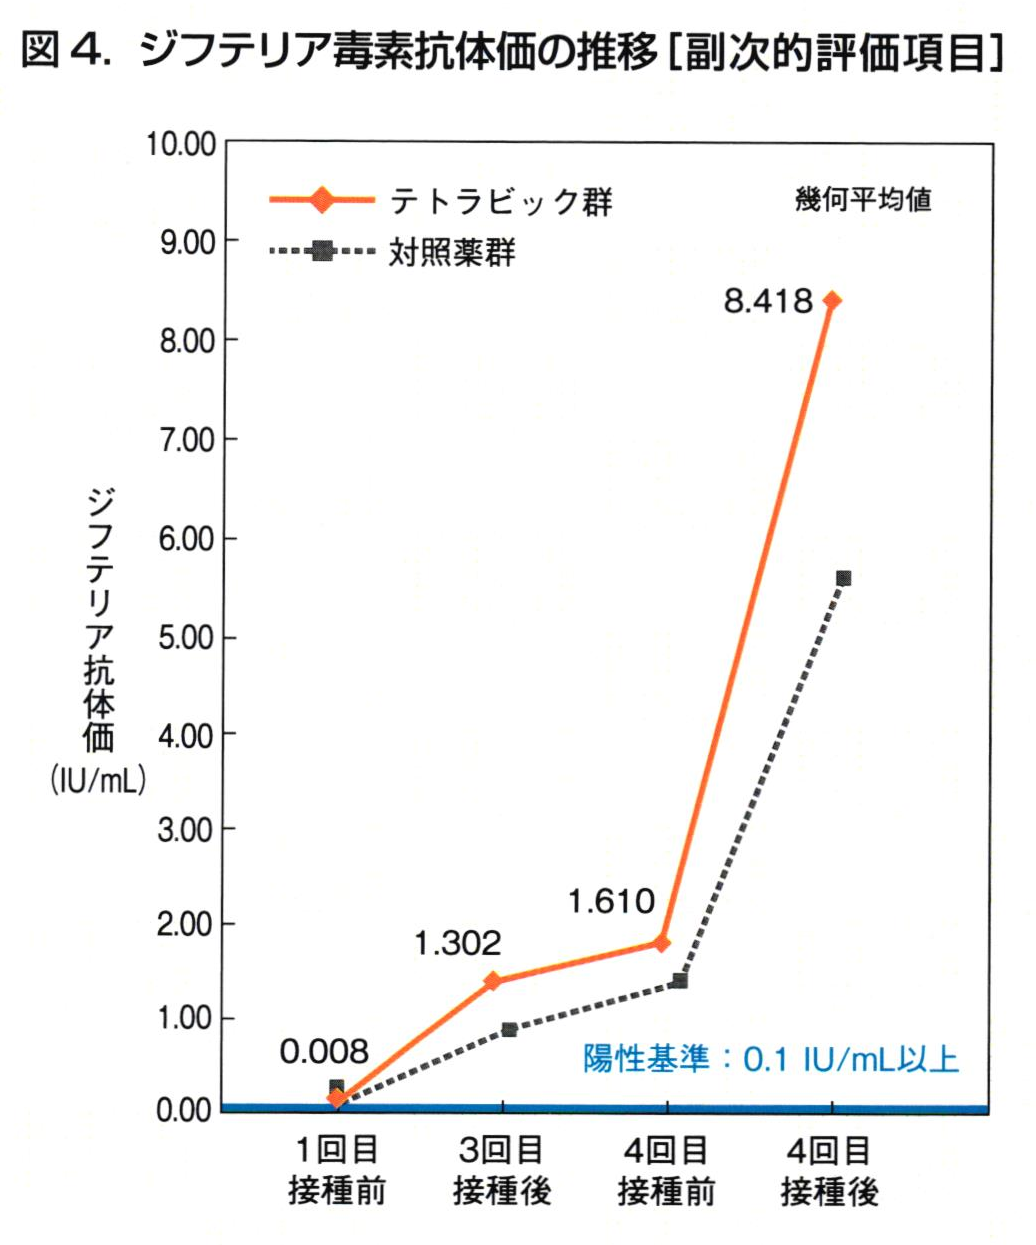 図4. ジフテリア毒素抗体価の推移[副次的評価項目]
10.00
9.00
8.00
7.00
6.00
5.00
4.00
3.00
2.00
1.00
0.00
ジフテリア抗体価
(IU/mL)
テトラビック群
対照薬群
幾何平均値
8.418
1.610
1.302
0.008
陽性基準:0.1 IU/mL以上
1回目
接種前
3回目
接種後
4回目
接種前
4回目
接種後